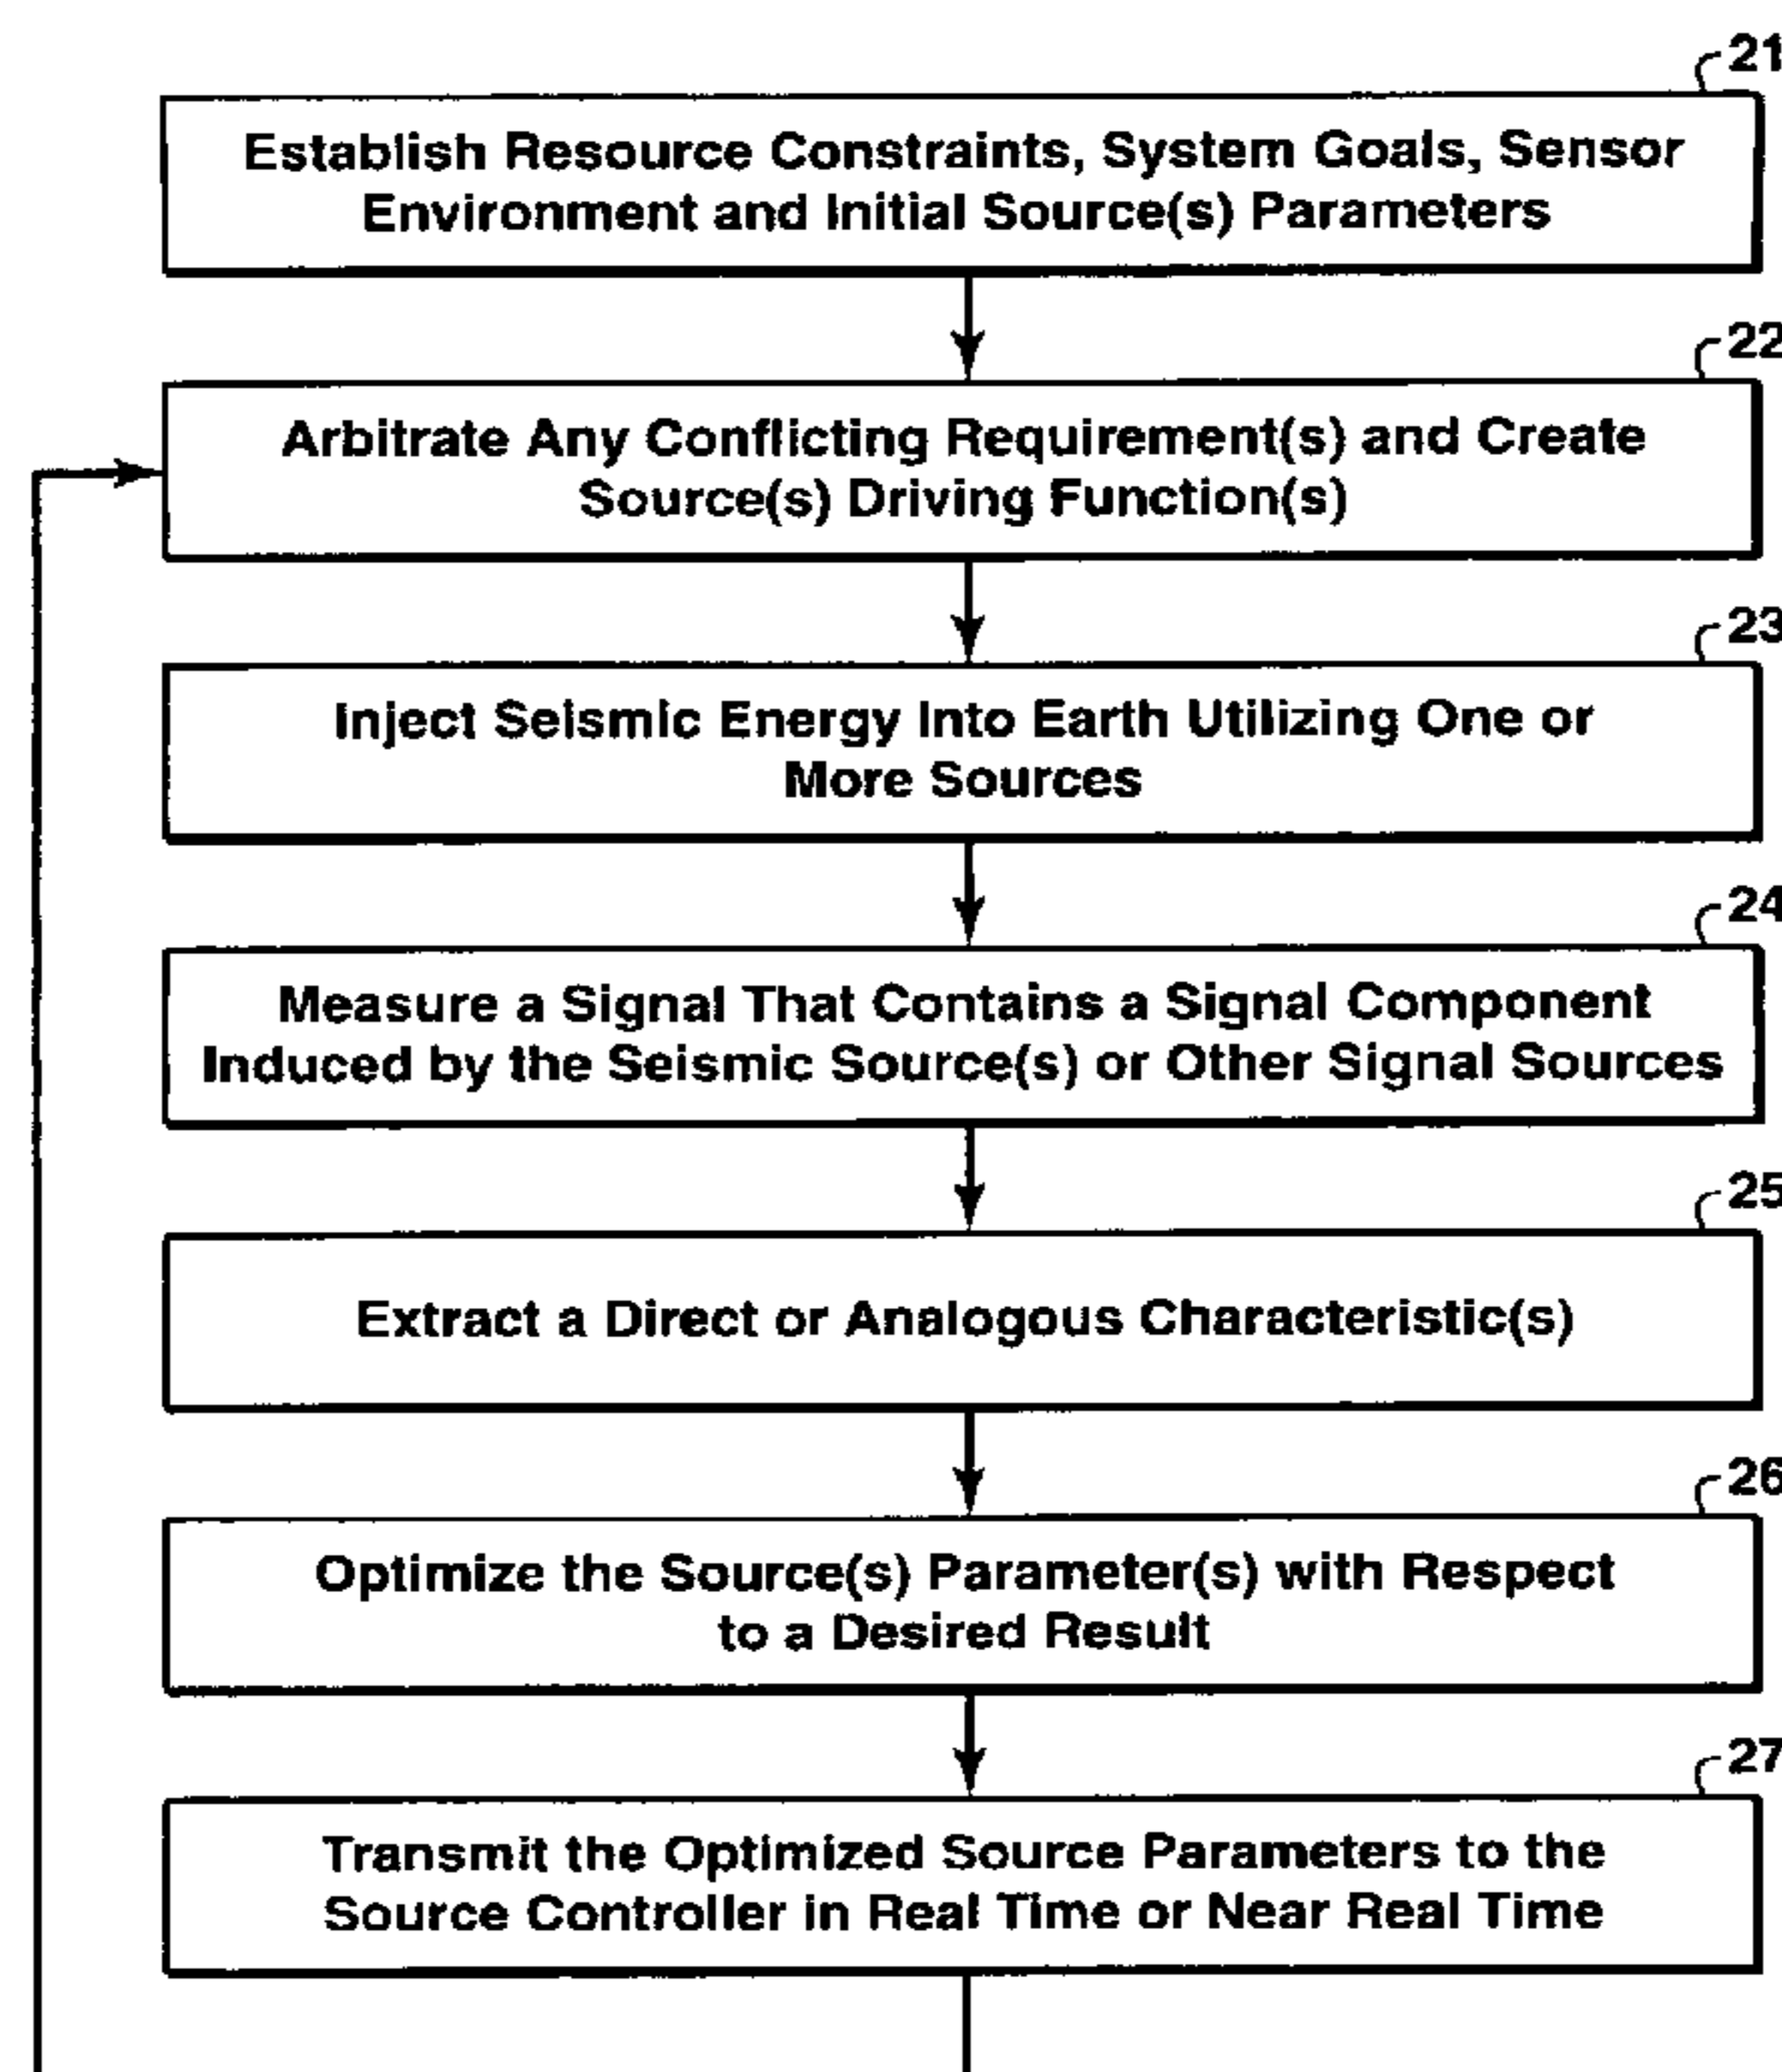 21
Establish Resource Constraints, System Goals, Sensor
Environment and Initial Source(s) Parameters
22
Arbitrate Any Conflicting Requirement(s) and Create
Source(s) Driving Function(s)
23
Inject Seismic Energy Into Earth Utilizing One or
More Sources
24
Measure a Signal That Contains a Signal Component
Induced by the Seismic Source(s) or Other Signal Sources
25
Extract a Direct or Analogous Characteristic(s)
26
Optimize the Source(s) Parameter(s) with Respect
to a Desired Result
27
Transmit the Optimized Source Parameters to the
Source Controller in Real Time or Near Real Time